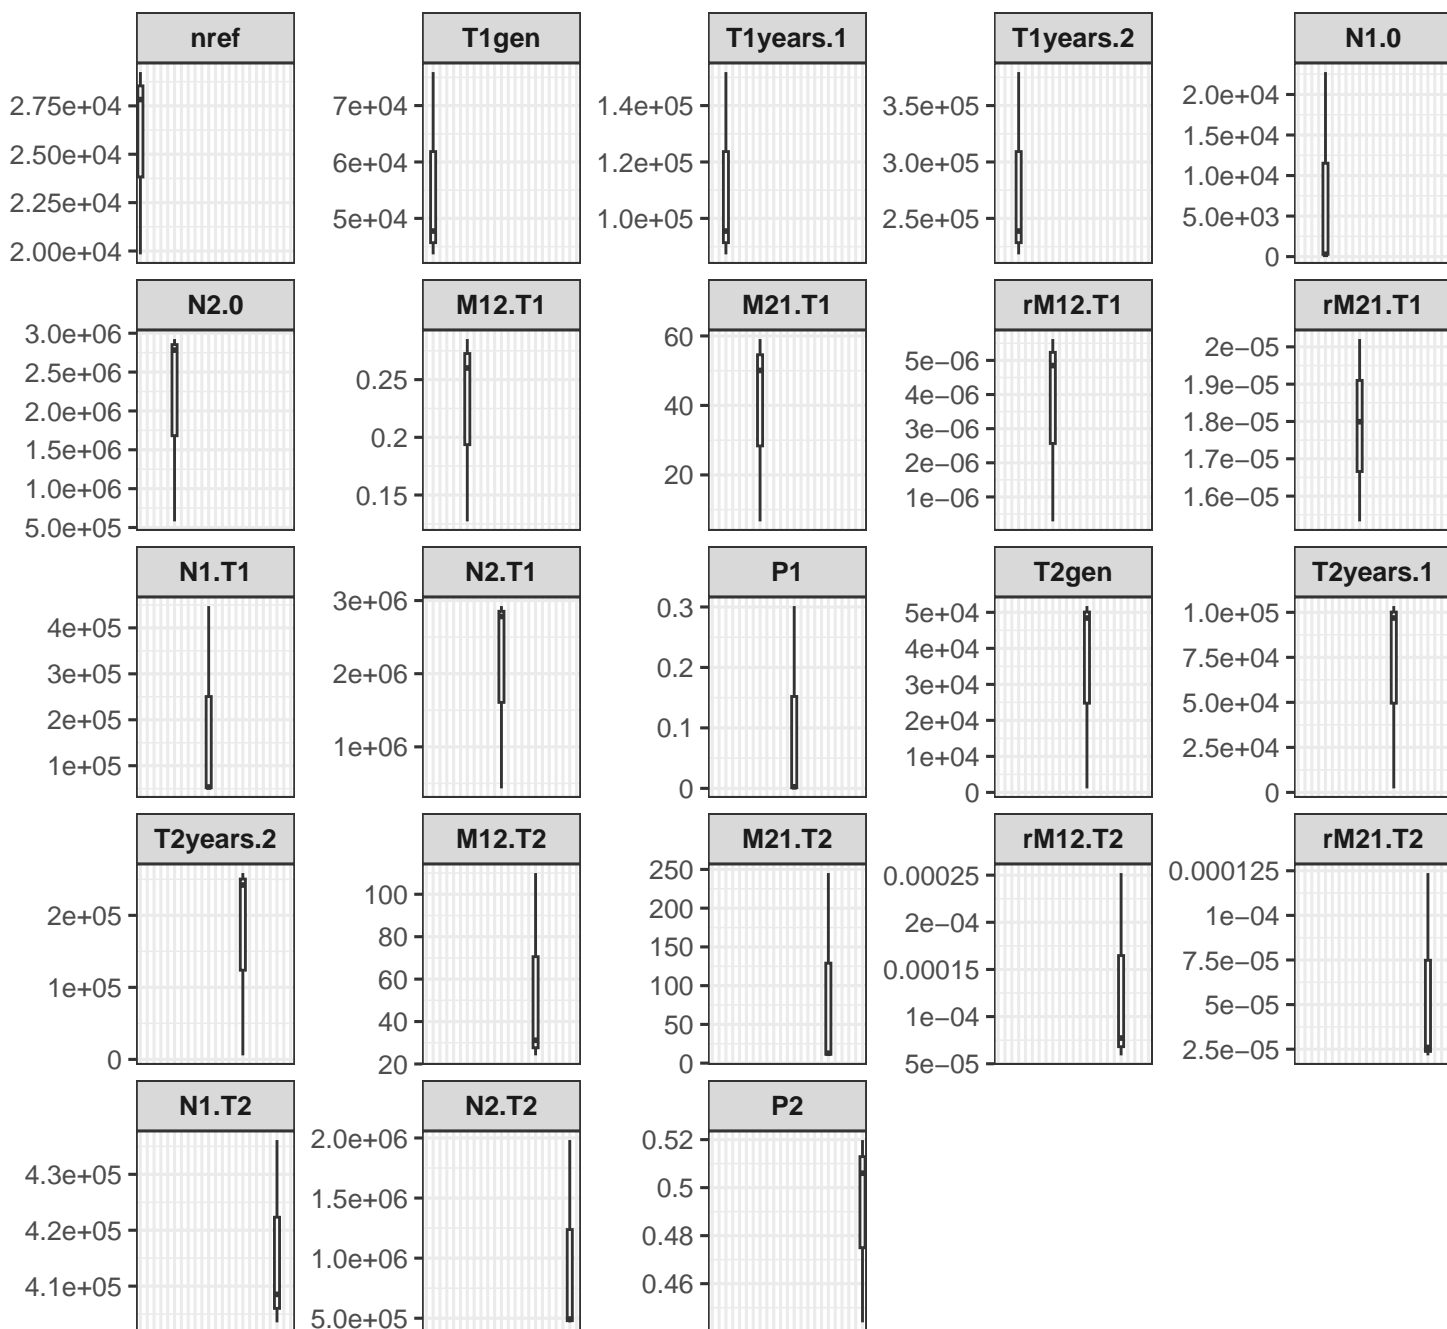 nref
T1gen
T1years.1
T1years.2
N1.0
2.75e+04
2.50e+04
2.25e+04
2.00e+04
7e+04
6e+04
5e+04
1.4e+05
1.2e+05
1.0e+05
3.5e+05
3.0e+05
2.5e+05
2.0e+04
1.5e+04
1.0e+04
5.0e+03
0
N2.0
M12.T1
M21.T1
rM12.T1
rM21.T1
3.0e+06
2.5e+06
2.0e+06
1.5e+06
1.0e+06
5.0e+05
0.25
0.2
0.15
60
40
20
5e−06
4e−06
3e−06
2e−06
1e−06
2e−05
1.9e−05
1.8e−05
1.7e−05
1.6e−05
N1.T1
N2.T1
P1
T2gen
T2years.1
4e+05
3e+05
2e+05
1e+05
3e+06
2e+06
1e+06
0.3
0.2
0.1
0
5e+04
4e+04
3e+04
2e+04
1e+04
0
1.0e+05
7.5e+04
5.0e+04
2.5e+04
0
T2years.2
M12.T2
M21.T2
rM12.T2
rM21.T2
2e+05
1e+05
0
100
80
60
40
20
250
200
150
100
50
0
0.00025
2e−04
0.00015
1e−04
5e−05
0.000125
1e−04
7.5e−05
5e−05
2.5e−05
N1.T2
N2.T2
P2
4.3e+05
4.2e+05
4.1e+05
2.0e+06
1.5e+06
1.0e+06
5.0e+05
0.52
0.5
0.48
0.46